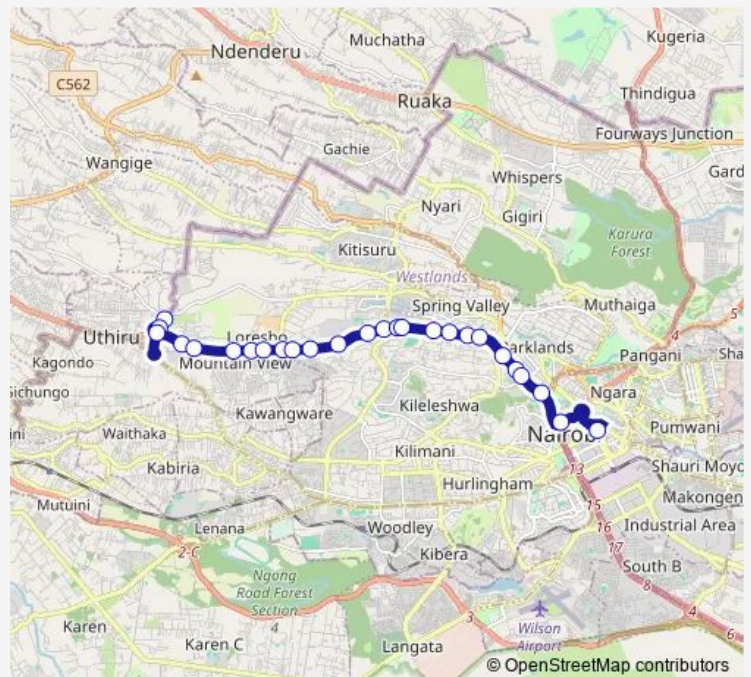 Kugeria
Muchatha
Ndenderu
C562
Thindigua
Ruaka
Fourways Junction
Gachie
Wangige
Whispers
Gard
Nyari
Gigiri
Karura
Forest
Kitisuru
Westlands
Spring Valley
Muthaiga
5
Uthiru
Loresho
4
Parklands
Pangani
Sha
Kagondo
Mountain View
Ngara
Kawangware
Kileleshwa
Pumwani
Waithaka
Nairob
ini
Kilimani
Kabiria
13
Shauri Moyo
Hurlingham
Makongen
Mutuini
15
Lenana
Woodley
16
Industrial Area
2-C
Kibera
17
South B
Ngong
Road Forest
Section
8
4
4
Karen
3
Wilson
Airport
6
Karen C
Langata
© OpenStreetMap contributors